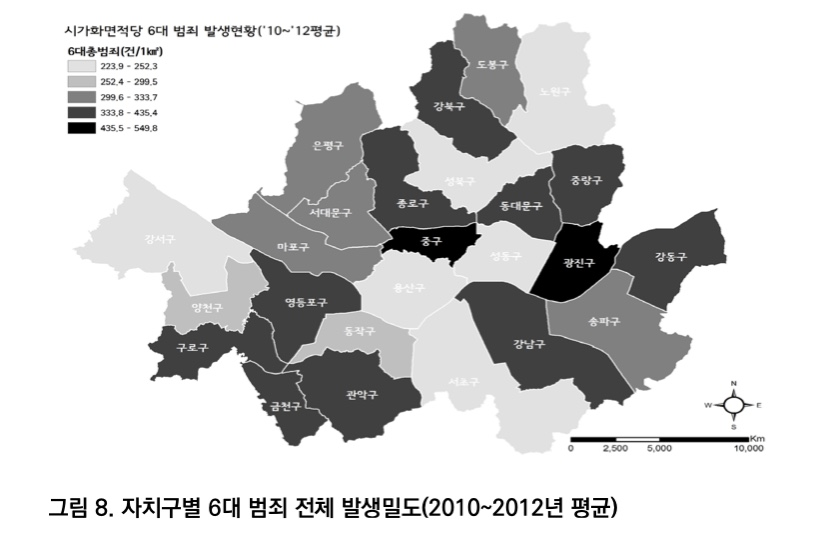 시가화면적당 6대 범죄 발생현황('10~'12평균)
6대총범죄(건/1㎢)
223,9 - 252,3
252,4 - 299,5
299,6 - 333,7
333,8 - 435,4
435,5 - 549,8
도봉구
노원구
강북구
은평구
성북구
중랑구
종로구
동대문구
서대문구
강서구
마포구
중구
성동구
광진구
강동구
용산구
양천구
영등포구
송파구
동작구
구로구
강남구
서초구
관악구
금천구
N
W E
S
Km
0 2,500 5,000 10,000
그림 8. 자치구별 6대 범죄 전체 발생밀도(2010~2012년 평균)